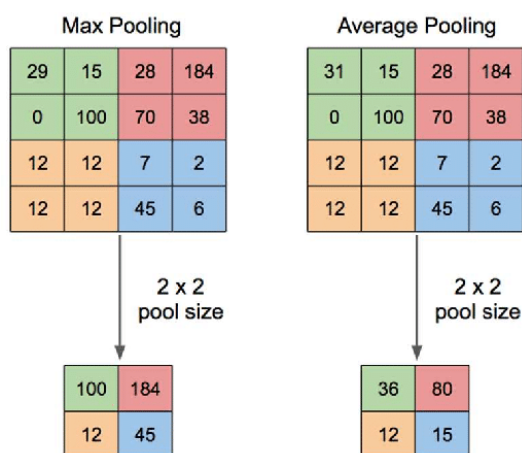 Max Pooling
29 15 28 184
0 100 70 38
12 12 7 2
12 12 45 6
2 x 2
pool size
100 184
12 45
Average Pooling
31 15 28 184
0 100 70 38
12 12 7 2
12 12 45 6
2 x 2
pool size
36 80
12 15